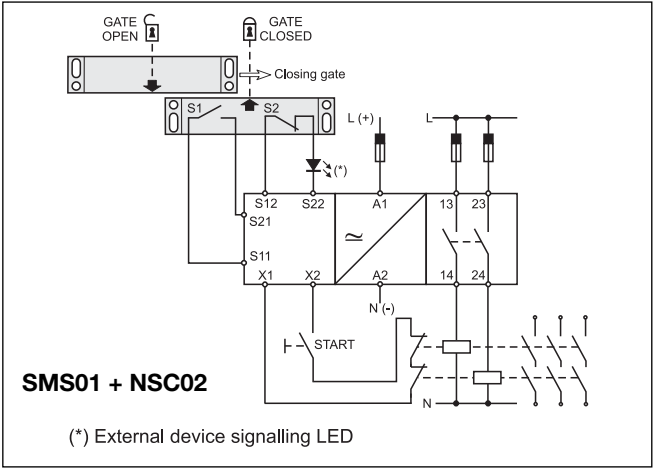 GATE OPEN
GATE CLOSED
Closing gate
S1
S2
L (+)
L
(*)
S12
S22
A1
13
23
S21
≃
S11
X1
X2
A2
14
24
N (-)
START
SMS01 + NSC02
N
(*) External device signalling LED